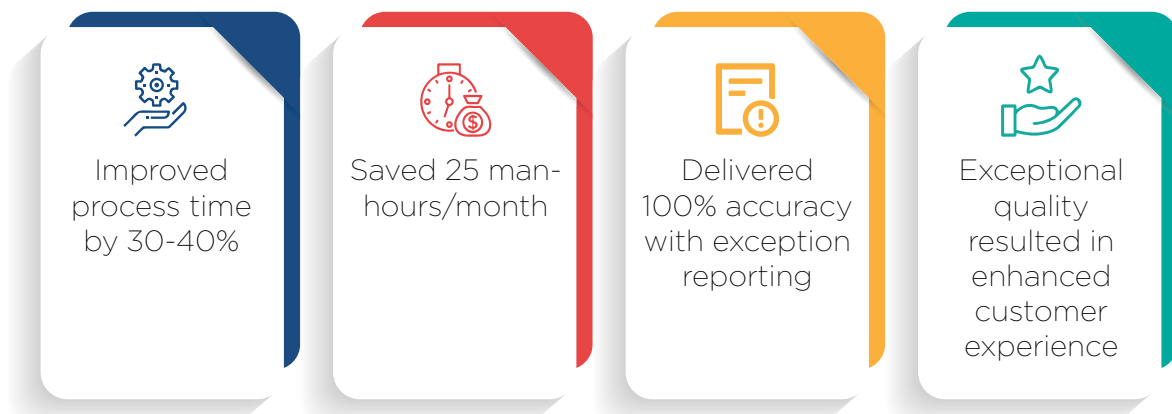 Improved
process time
by 30-40%
Saved 25 man-
hours/month
Delivered
100% accuracy
with exception
reporting
Exceptional
quality
resulted in
enhanced
customer
experience